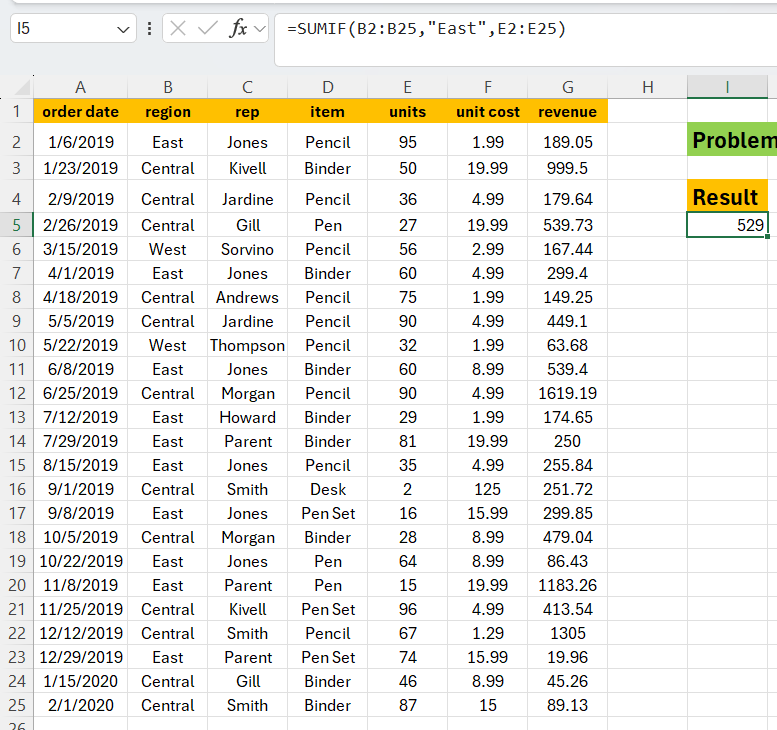 I5 fx =SUMIF(B2:B25,"East",E2:E25)
A B C D E F G H I
1 order date region rep item units unit cost revenue
2 1/6/2019 East Jones Pencil 95 1.99 189.05 Problem
3 1/23/2019 Central Kivell Binder 50 19.99 999.5
4 2/9/2019 Central Jardine Pencil 36 4.99 179.64 Result
5 2/26/2019 Central Gill Pen 27 19.99 539.73 529
6 3/15/2019 West Sorvino Pencil 56 2.99 167.44
7 4/1/2019 East Jones Binder 60 4.99 299.4
8 4/18/2019 Central Andrews Pencil 75 1.99 149.25
9 5/5/2019 Central Jardine Pencil 90 4.99 449.1
10 5/22/2019 West Thompson Pencil 32 1.99 63.68
11 6/8/2019 East Jones Binder 60 8.99 539.4
12 6/25/2019 Central Morgan Pencil 90 4.99 1619.19
13 7/12/2019 East Howard Binder 29 1.99 174.65
14 7/29/2019 East Parent Binder 81 19.99 250
15 8/15/2019 East Jones Pencil 35 4.99 255.84
16 9/1/2019 Central Smith Desk 2 125 251.72
17 9/8/2019 East Jones Pen Set 16 15.99 299.85
18 10/5/2019 Central Morgan Binder 28 8.99 479.04
19 10/22/2019 East Jones Pen 64 8.99 86.43
20 11/8/2019 East Parent Pen 15 19.99 1183.26
21 11/25/2019 Central Kivell Pen Set 96 4.99 413.54
22 12/12/2019 Central Smith Pencil 67 1.29 1305
23 12/29/2019 East Parent Pen Set 74 15.99 19.96
24 1/15/2020 Central Gill Binder 46 8.99 45.26
25 2/1/2020 Central Smith Binder 87 15 89.13
26